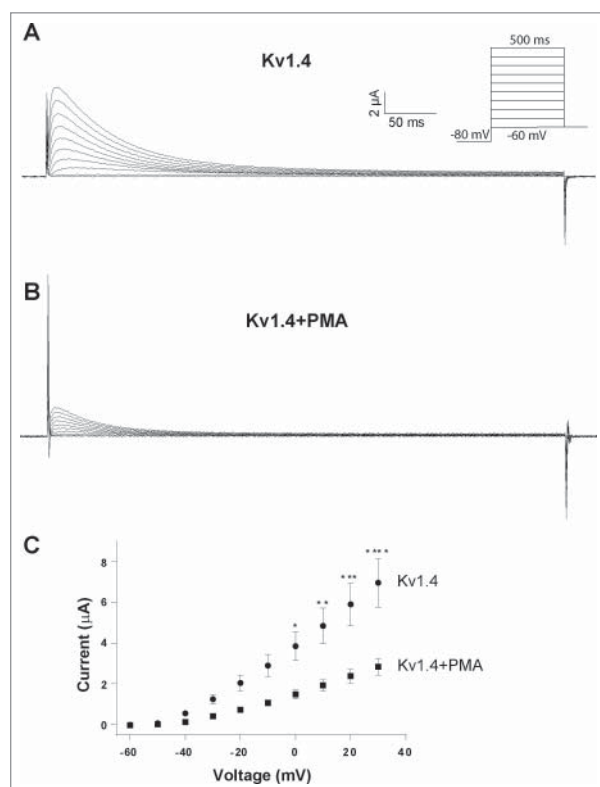 A
Kv1.4
500 ms
2 µA
50 ms
-80 mV
-60 mV
B
Kv1.4+PMA
C
Current (µA)
8
6
4
2
0
*
**
***
****
Kv1.4
Kv1.4+PMA
-60
-40
-20
0
20
40
Voltage (mV)